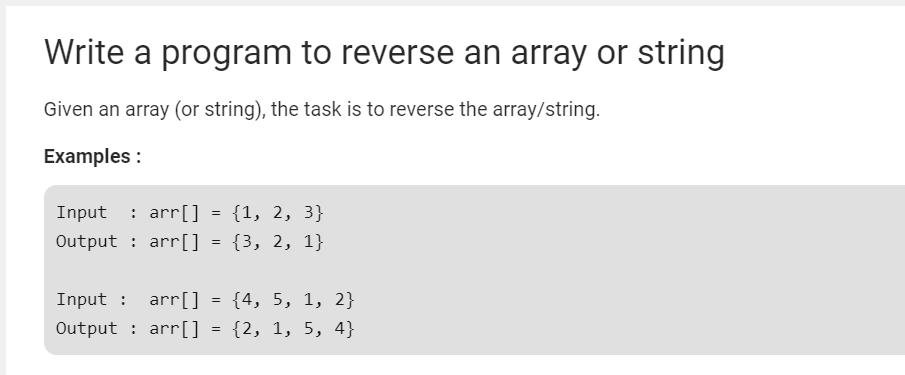 Write a program to reverse an array or string
Given an array (or string), the task is to reverse the array/string.
Examples :
Input  : arr[] = {1, 2, 3}
Output : arr[] = {3, 2, 1}
Input :  arr[] = {4, 5, 1, 2}
Output : arr[] = {2, 1, 5, 4}